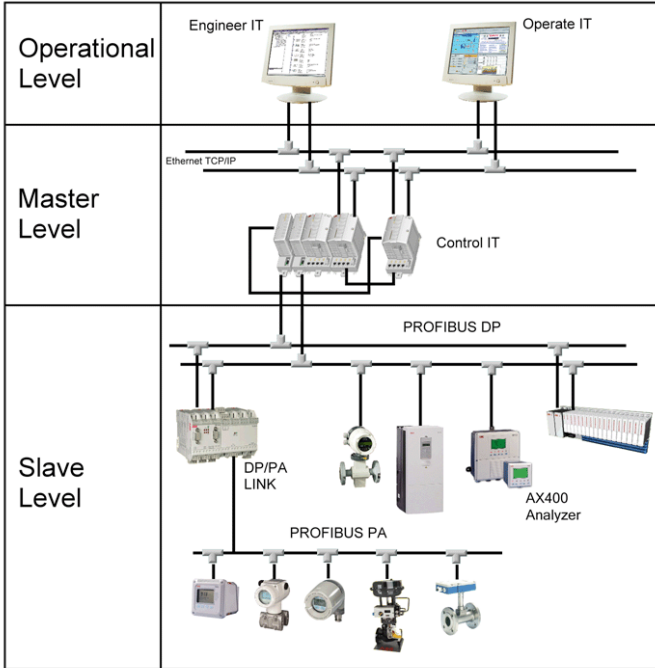 Operational
Level
Engineer IT
Operate IT
Master
Level
Ethernet TCP/IP
Control IT
Slave
Level
PROFIBUS DP
DP/PA
LINK
AX400
Analyzer
PROFIBUS PA